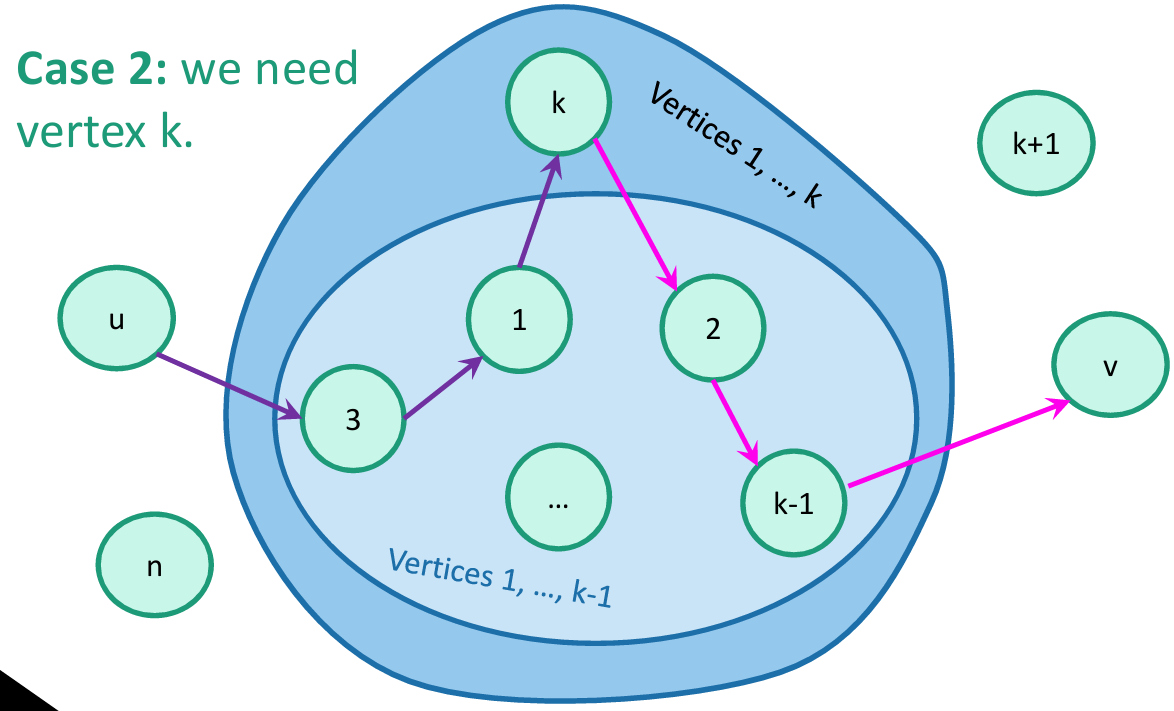 Case 2: we need
vertex k.
k
Vertices 1, ..., k
k+1
u
1
2
v
3
...
k-1
n
Vertices 1, ..., k-1